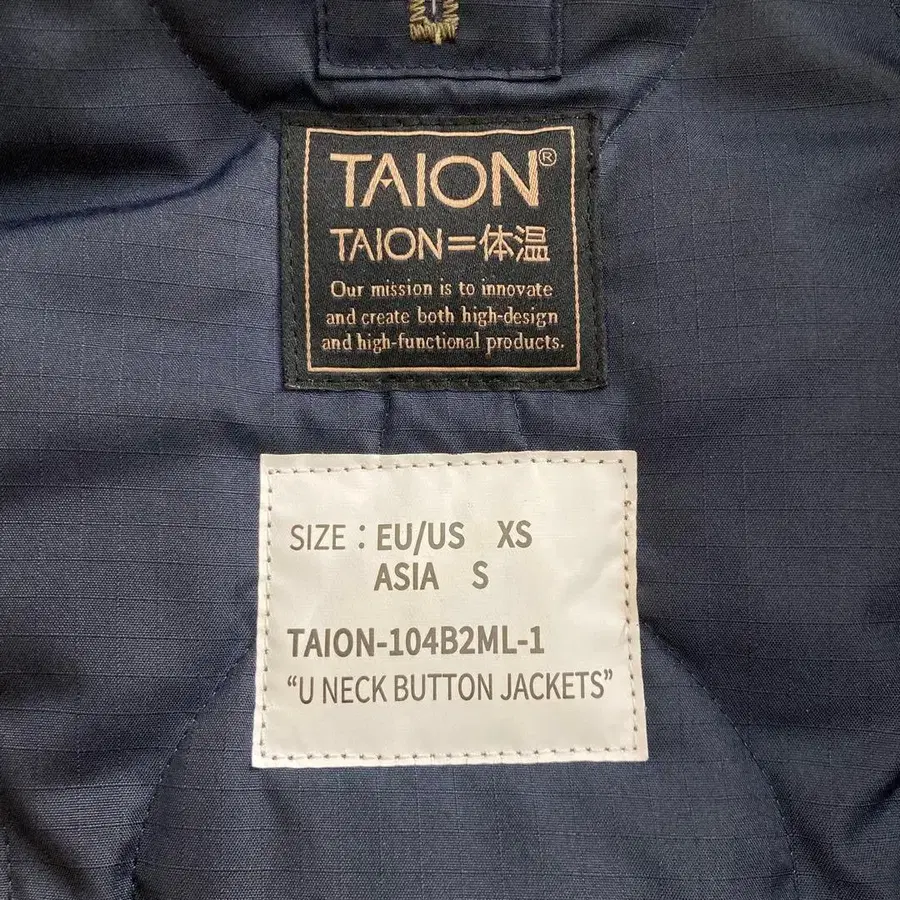 TAION®
TAION=体温
Our mission is to innovate
and create both high-design
and high-functional products.
SIZE : EU/US XS
ASIA S
TAION-104B2ML-1
“U NECK BUTTON JACKETS”